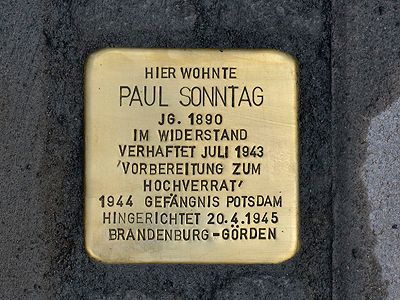 HIER WOHNTE
PAUL SONNTAG
JG. 1890
IM WIDERSTAND
VERHAFTET JULI 1943
'VORBEREITUNG ZUM
HOCHVERRAT'
1944 GEFÄNGNIS POTSDAM
HINGERICHTET 20.4.1945
BRANDENBURG-GÖRDEN